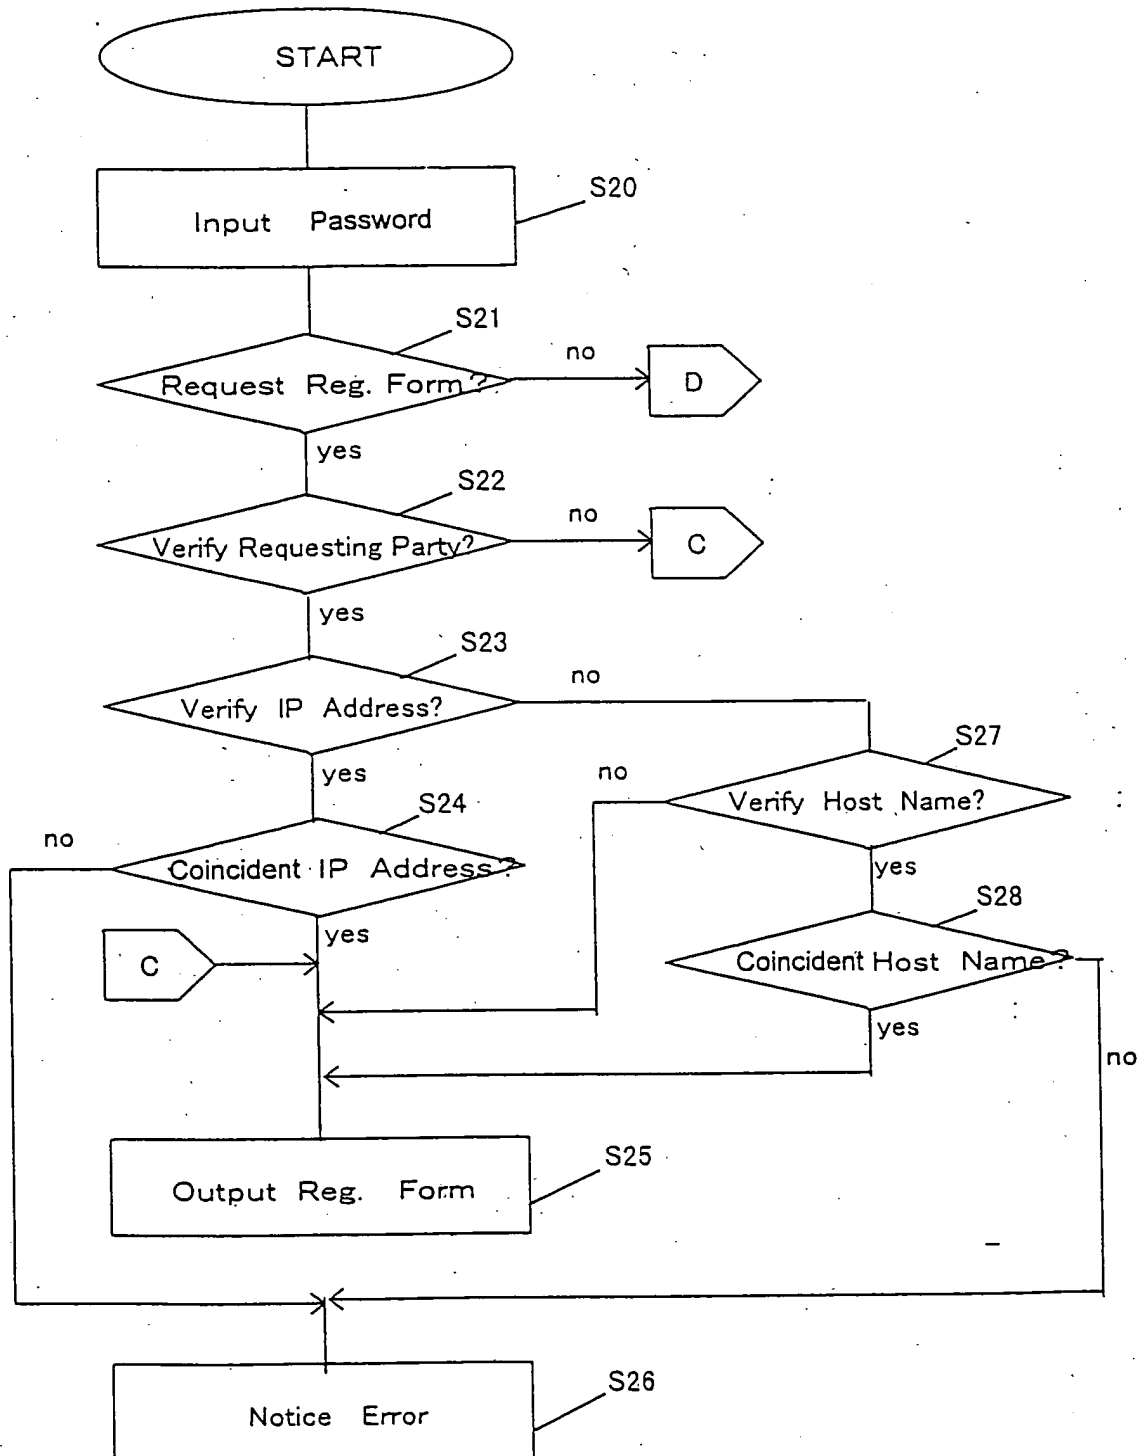 START
S20
Input Password
S21
Request Reg. Form?
no
D
yes
S22
Verify Requesting Party?
no
C
yes
S23
Verify IP Address?
no
yes
S27
Verify Host Name?
no
yes
S24
Coincident IP Address?
no
yes
S28
Coincident Host Name?
yes
no
C
S25
Output Reg. Form
S26
Notice Error